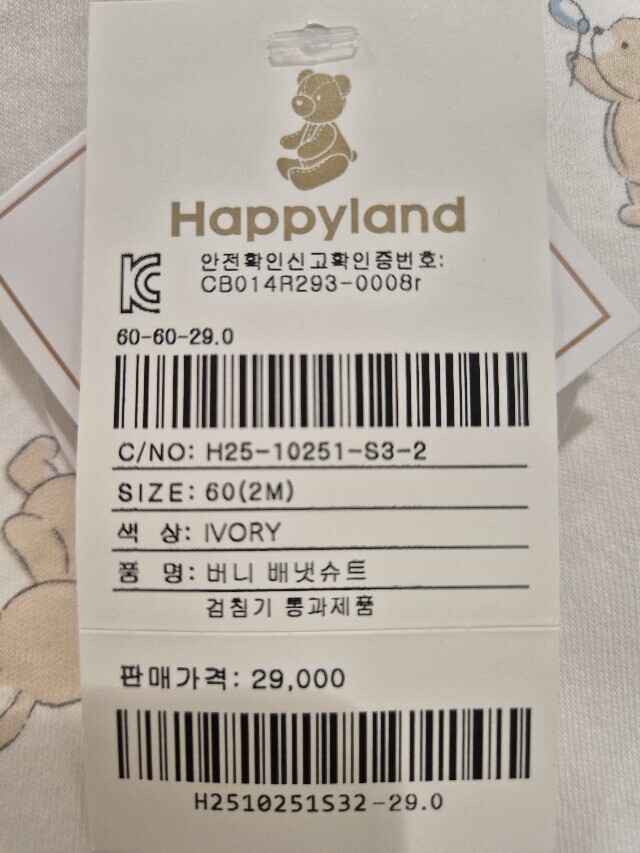 Happyland
안전확인신고확인증번호:
CB014R293-0008r
60-60-29.0
C/NO: H25-10251-S3-2
SIZE: 60(2M)
색 상: IVORY
품 명: 버니 배냇슈트
검침기 통과제품
판매가격: 29,000
H2510251S32-29.0